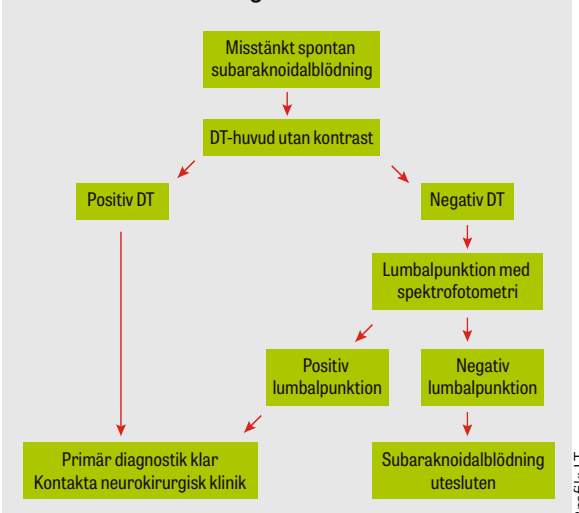 Misstänkt spontan
subaraknoidalblödning
DT-huvud utan kontrast
Positiv DT
Negativ DT
Lumbalpunktion med
spektrofotometri
Positiv
lumbalpunktion
Negativ
lumbalpunktion
Primär diagnostik klar
Kontakta neurokirurgisk klinik
Subaraknoidalblödning
utesluten